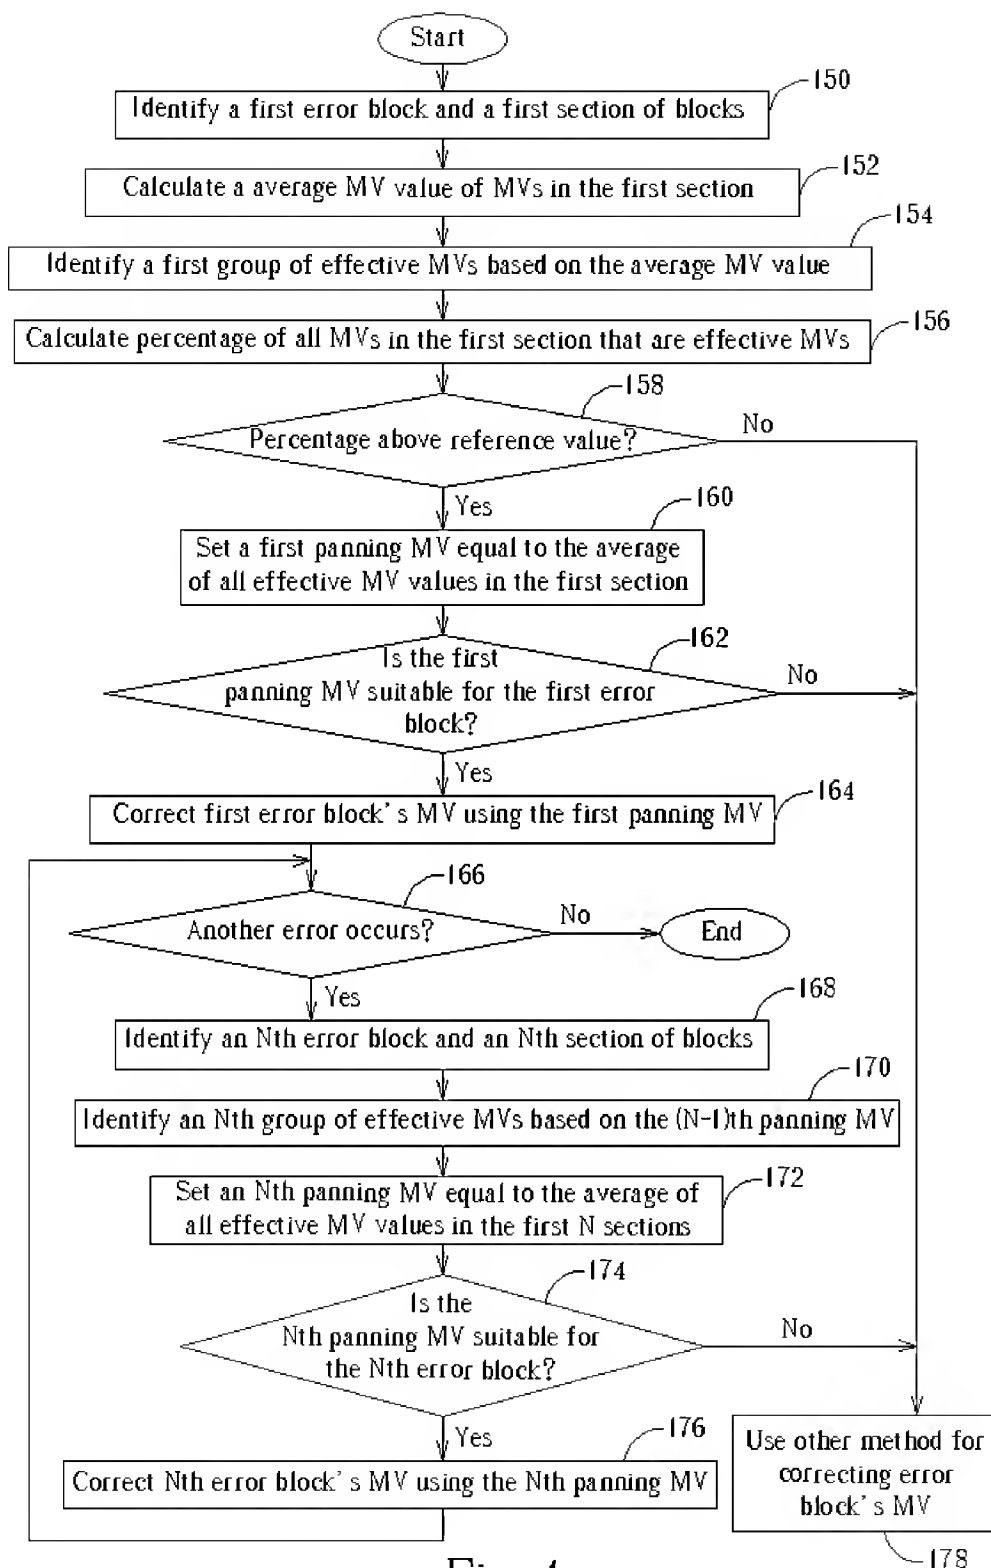 Start
150
Identify a first error block and a first section of blocks
152
Calculate a average MV value of MVs in the first section
154
Identify a first group of effective MVs based on the average MV value
156
Calculate percentage of all MVs in the first section that are effective MVs
158
Percentage above reference value?
No
Yes
160
Set a first panning MV equal to the average
of all effective MV values in the first section
162
Is the first
panning MV suitable for the first error
block?
No
Yes
164
Correct first error block's MV using the first panning MV
166
Another error occurs?
No
End
Yes
168
Identify an Nth error block and an Nth section of blocks
170
Identify an Nth group of effective MVs based on the (N-1)th panning MV
172
Set an Nth panning MV equal to the average of
all effective MV values in the first N sections
174
Is the
Nth panning MV suitable for
the Nth error block?
No
Yes
176
Correct Nth error block's MV using the Nth panning MV
Use other method for
correcting error
block's MV
178